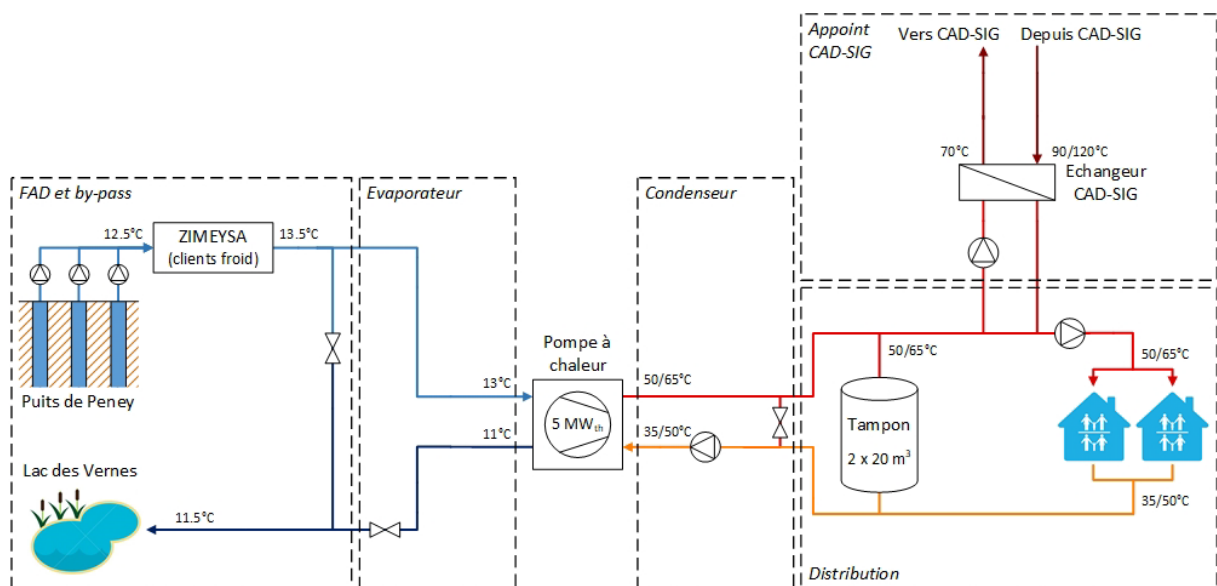 Appoint
CAD-SIG
Vers CAD-SIG
Depuis CAD-SIG
70°C
90/120°C
Echangeur
CAD-SIG
FAD et by-pass
Evaporateur
Condenseur
12.5°C
ZIMEYSA
(clients froid)
13.5°C
Puits de Peney
Pompe à
chaleur
13°C
5 MWth
11°C
50/65°C
35/50°C
50/65°C
Tampon
2 x 20 m³
50/65°C
35/50°C
Lac des Vernes
11.5°C
Distribution